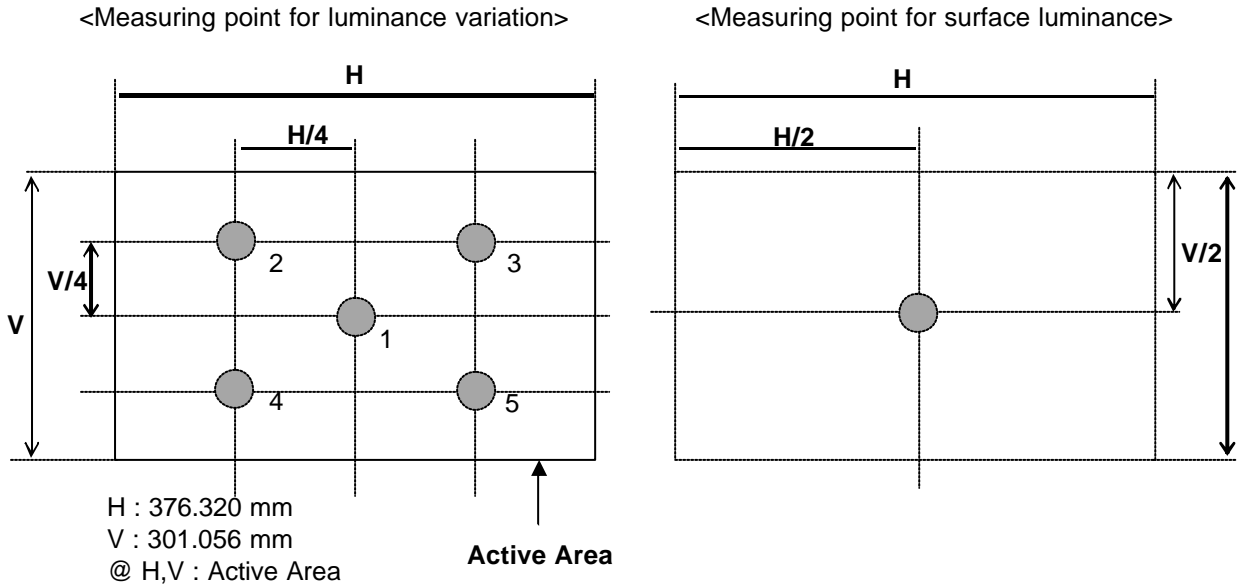 <Measuring point for luminance variation>
<Measuring point for surface luminance>
H
H/4
2
3
V/4
V
1
4
5
H : 376.320 mm
V : 301.056 mm
@ H,V : Active Area
Active Area
H
H/2
V/2